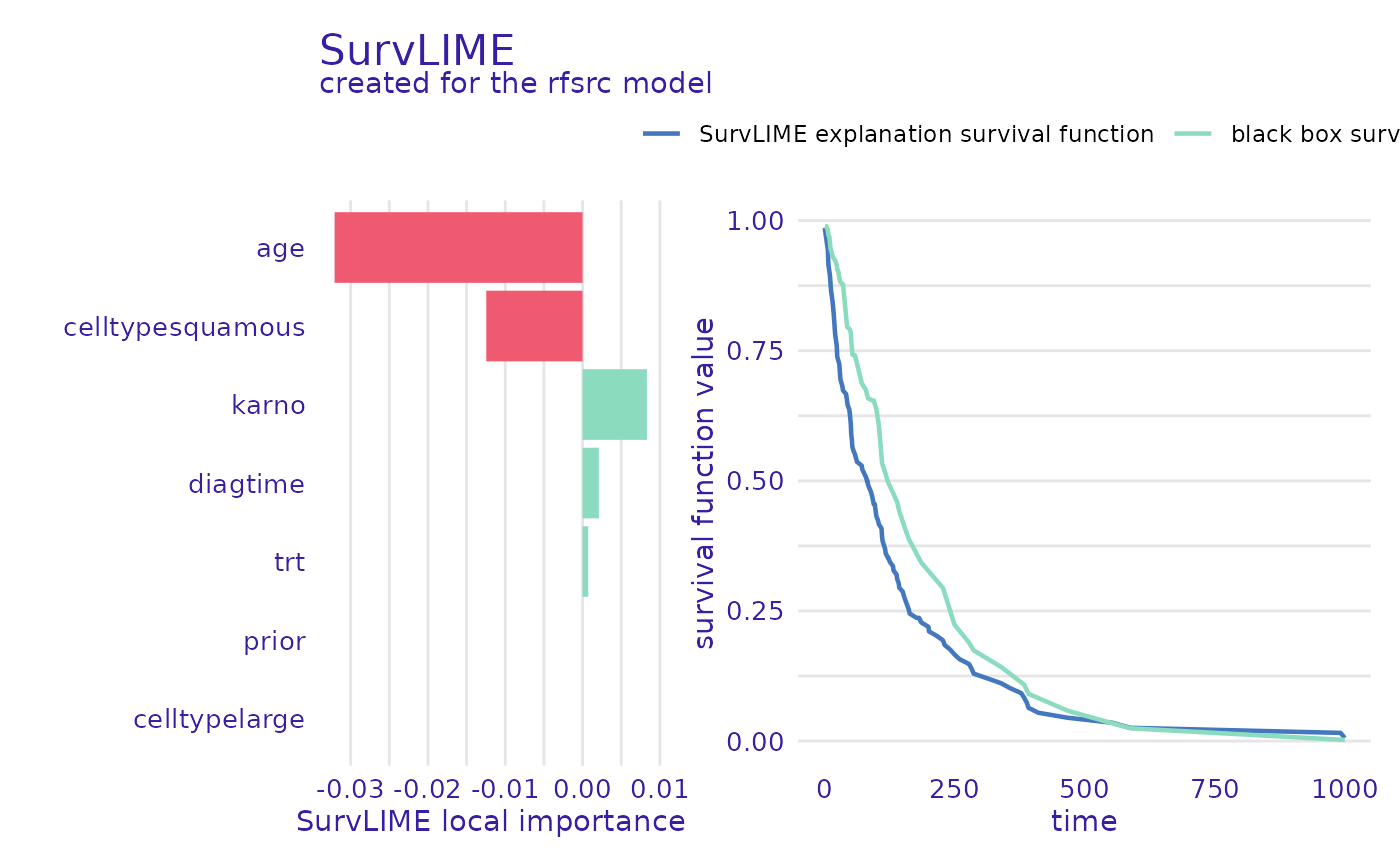 SurvLIME
created for the rfsrc model
SurvLIME explanation survival function
black box surv
age
celltypesquamous
karno
diagtime
trt
prior
celltypelarge
-0.03 -0.02 -0.01 0.00 0.01
SurvLIME local importance
survival function value
1.00
0.75
0.50
0.25
0.00
0 250 500 750 1000
time